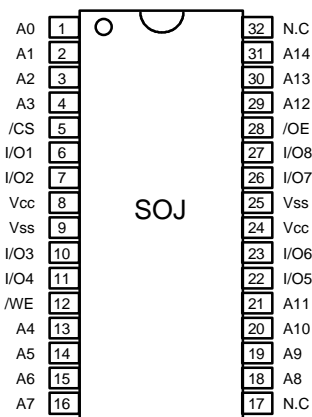 A0 1 32 N.C
A1 2 31 A14
A2 3 30 A13
A3 4 29 A12
/CS 5 28 /OE
I/O1 6 27 I/O8
I/O2 7 26 I/O7
Vcc 8 25 Vss
SOJ
Vss 9 24 Vcc
I/O3 10 23 I/O6
I/O4 11 22 I/O5
/WE 12 21 A11
A4 13 20 A10
A5 14 19 A9
A6 15 18 A8
A7 16 17 N.C